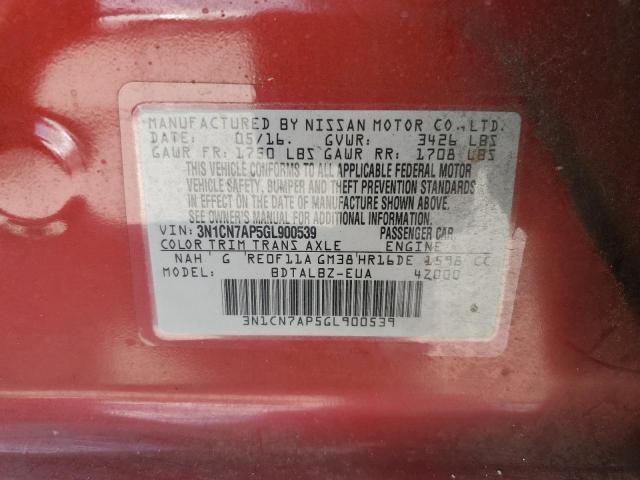 MANUFACTURED BY NISSAN MOTOR CO., LTD.
DATE: 05/16. GVWR: 3426 LBS
GAWR FR: 1730 LBS GAWR RR: 1708 LBS
THIS VEHICLE CONFORMS TO ALL APPLICABLE FEDERAL MOTOR
VEHICLE SAFETY, BUMPER AND THEFT PREVENTION STANDARDS
IN EFFECT ON THE DATE OF MANUFACTURE SHOWN ABOVE.
SEE OWNER'S MANUAL FOR ADDITIONAL INFORMATION
VIN: 3N1CN7AP5GL900539 PASSENGER CAR
COLOR TRIM TRANS AXLE ENGINE
NAH G RE0F11A GM38 HR16DE 1598 CC
MODEL: BDTALBZ-EUA 4Z000
3N1CN7AP5GL900539